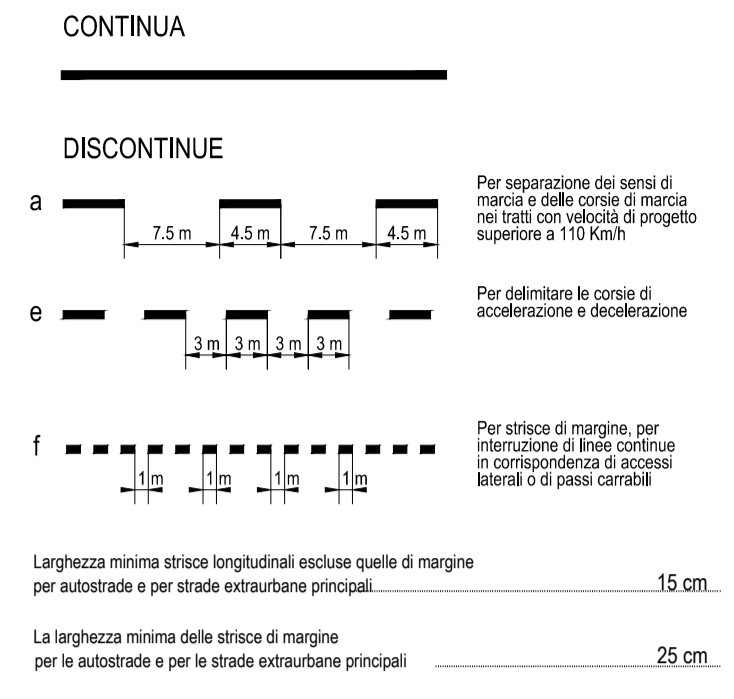 CONTINUA
DISCONTINUE
a
7.5 m 4.5 m 7.5 m 4.5 m
Per separazione dei sensi di
marcia e delle corsie di marcia
nei tratti con velocità di progetto
superiore a 110 Km/h
e
3 m 3 m 3 m 3 m
Per delimitare le corsie di
accelerazione e decelerazione
f
1 m 1 m 1 m 1 m
Per strisce di margine, per
interruzione di linee continue
in corrispondenza di accessi
laterali o di passi carrabili
Larghezza minima strisce longitudinali escluse quelle di margine
per autostrade e per strade extraurbane principali 15 cm
La larghezza minima delle strisce di margine
per le autostrade e per le strade extraurbane principali 25 cm